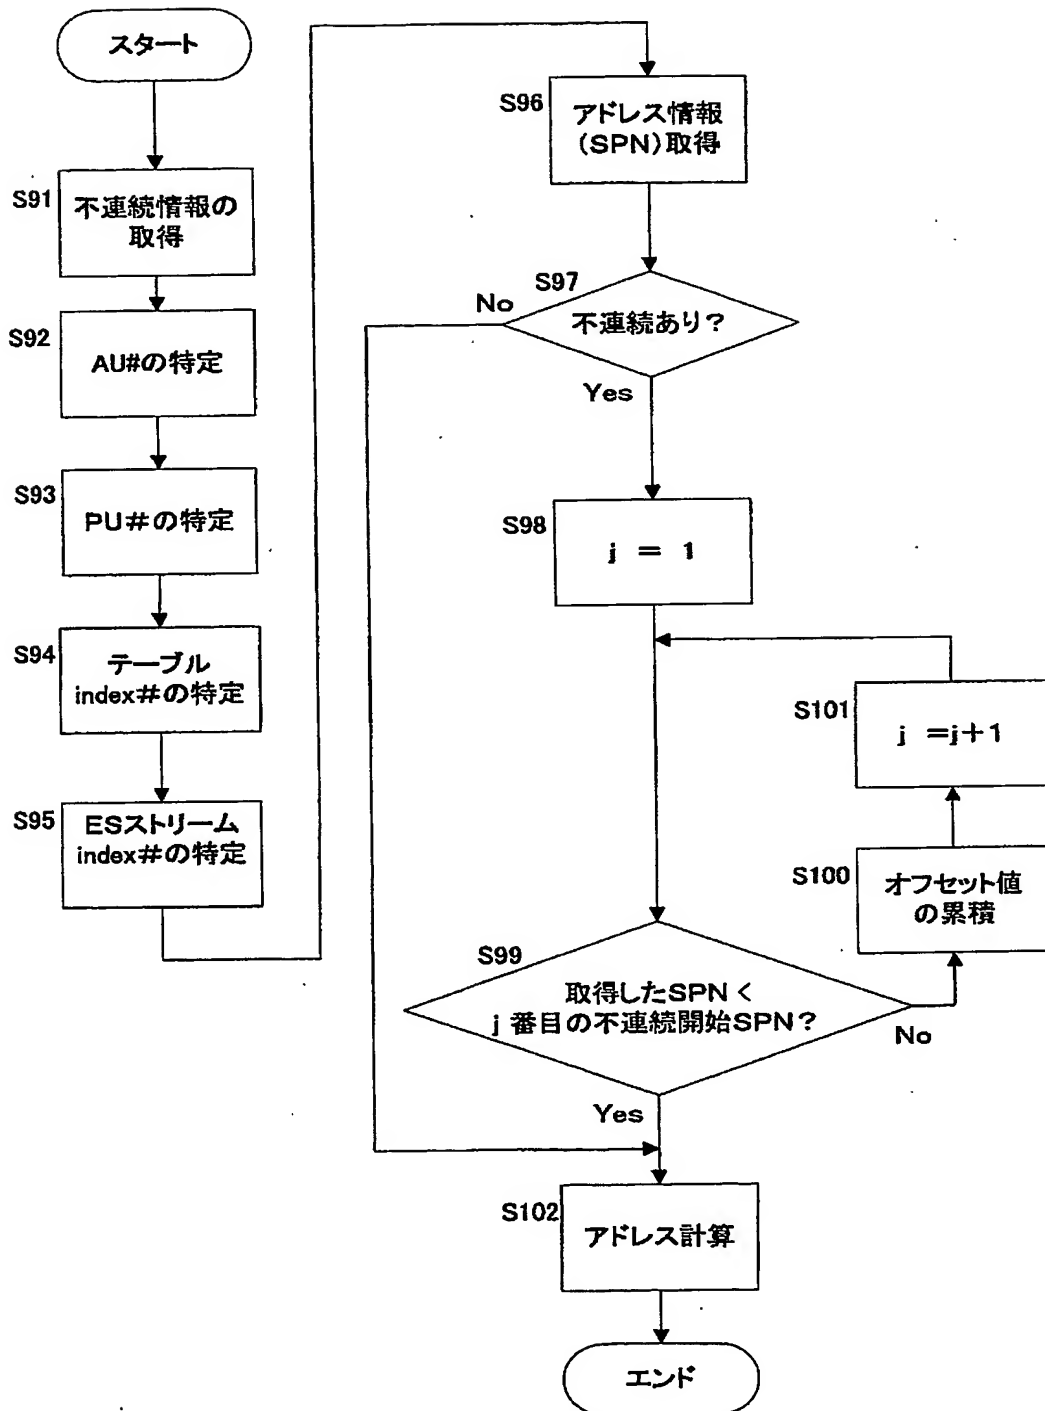 スタート
S91
不連続情報の
取得
S92
AU#の特定
S93
PU#の特定
S94
テーブル
index#の特定
S95
ESストリーム
index#の特定
S96
アドレス情報
(SPN)取得
S97
No
不連続あり?
Yes
S98
j = 1
S101
j =j+1
S100
オフセット値
の累積
S99
取得したSPN <
j 番目の不連続開始SPN?
No
Yes
S102
アドレス計算
エンド